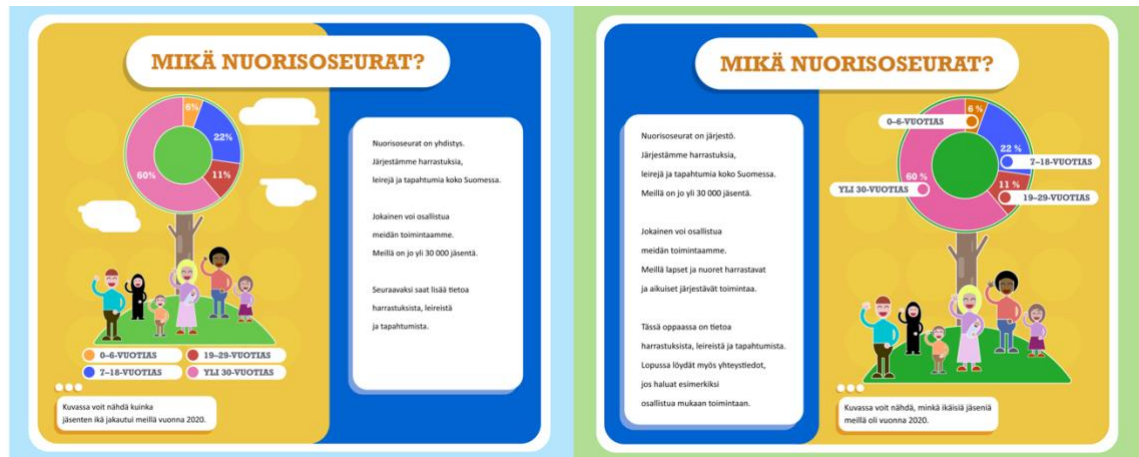 MIKÄ NUORISOSEURAT?
6%
22%
11%
60%
Nuorisoseurat on yhdistys.
Järjestämme harrastuksia,
leirejä ja tapahtumia koko Suomessa.
Jokainen voi osallistua
meidän toimintaamme.
Meillä on jo yli 30 000 jäsentä.
Seuraavaksi saat lisää tietoa
harrastuksista, leireistä
ja tapahtumista.
0–6-VUOTIAS
19–29-VUOTIAS
7–18-VUOTIAS
YLI 30-VUOTIAS
Kuvassa voit nähdä kuinka
jäsenten ikä jakautui meillä vuonna 2020.
MIKÄ NUORISOSEURAT?
Nuorisoseurat on järjestö.
Järjestämme harrastuksia,
leirejä ja tapahtumia koko Suomessa.
Meillä on jo yli 30 000 jäsentä.
Jokainen voi osallistua
meidän toimintaamme.
Meillä lapset ja nuoret harrastavat
ja aikuiset järjestävät toimintaa.
Tässä oppaassa on tietoa
harrastuksista, leireistä ja tapahtumista.
Lopussa löydät myös yhteystiedot,
jos haluat esimerkiksi
osallistua mukaan toimintaan.
6 %
0–6-VUOTIAS
22 %
7–18-VUOTIAS
60 %
YLI 30-VUOTIAS
11 %
19–29-VUOTIAS
Kuvassa voit nähdä, minkä ikäisiä jäseniä
meillä oli vuonna 2020.